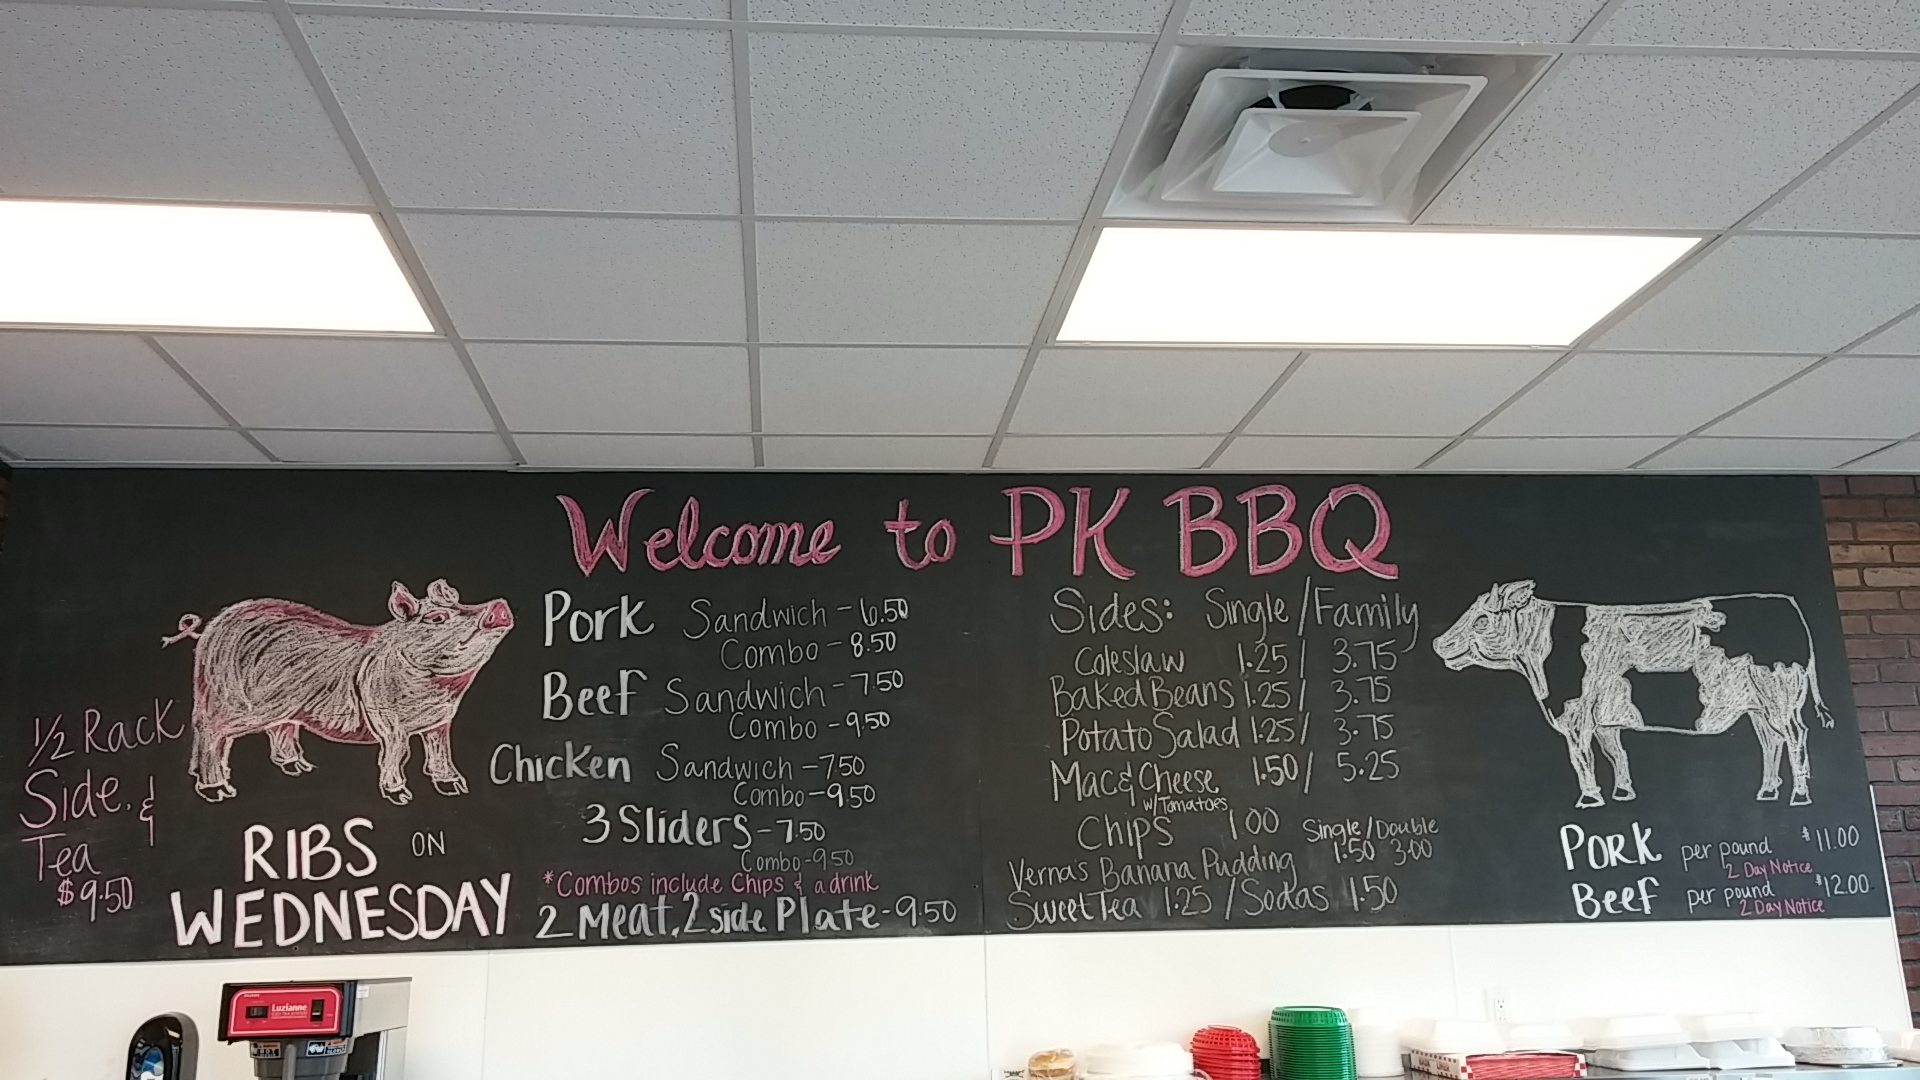 Welcome to PK BBQ
1/2 Rack
Side. &
Tea
$9.50
RIBS ON
WEDNESDAY
Pork Sandwich - 6.50
Combo - 8.50
Beef Sandwich - 7.50
Combo - 9.50
Chicken Sandwich - 7.50
Combo - 9.50
3 Sliders - 7.50
Combo - 9.50
*Combos include Chips & a drink
2 Meat, 2 side Plate - 9.50
Sides: Single / Family
Coleslaw 1.25 / 3.75
Baked Beans 1.25 / 3.75
Potato Salad 1.25 / 3.75
Mac & Cheese 1.50 / 5.25
w/ Tomatoes
Chips 1.00
Single / Double
Verna's Banana Pudding 1.50 3.00
Sweet Tea 1.25 / Sodas 1.50
Pork per pound $11.00
2 Day Notice
Beef per pound $12.00
2 Day Notice
Luzianne